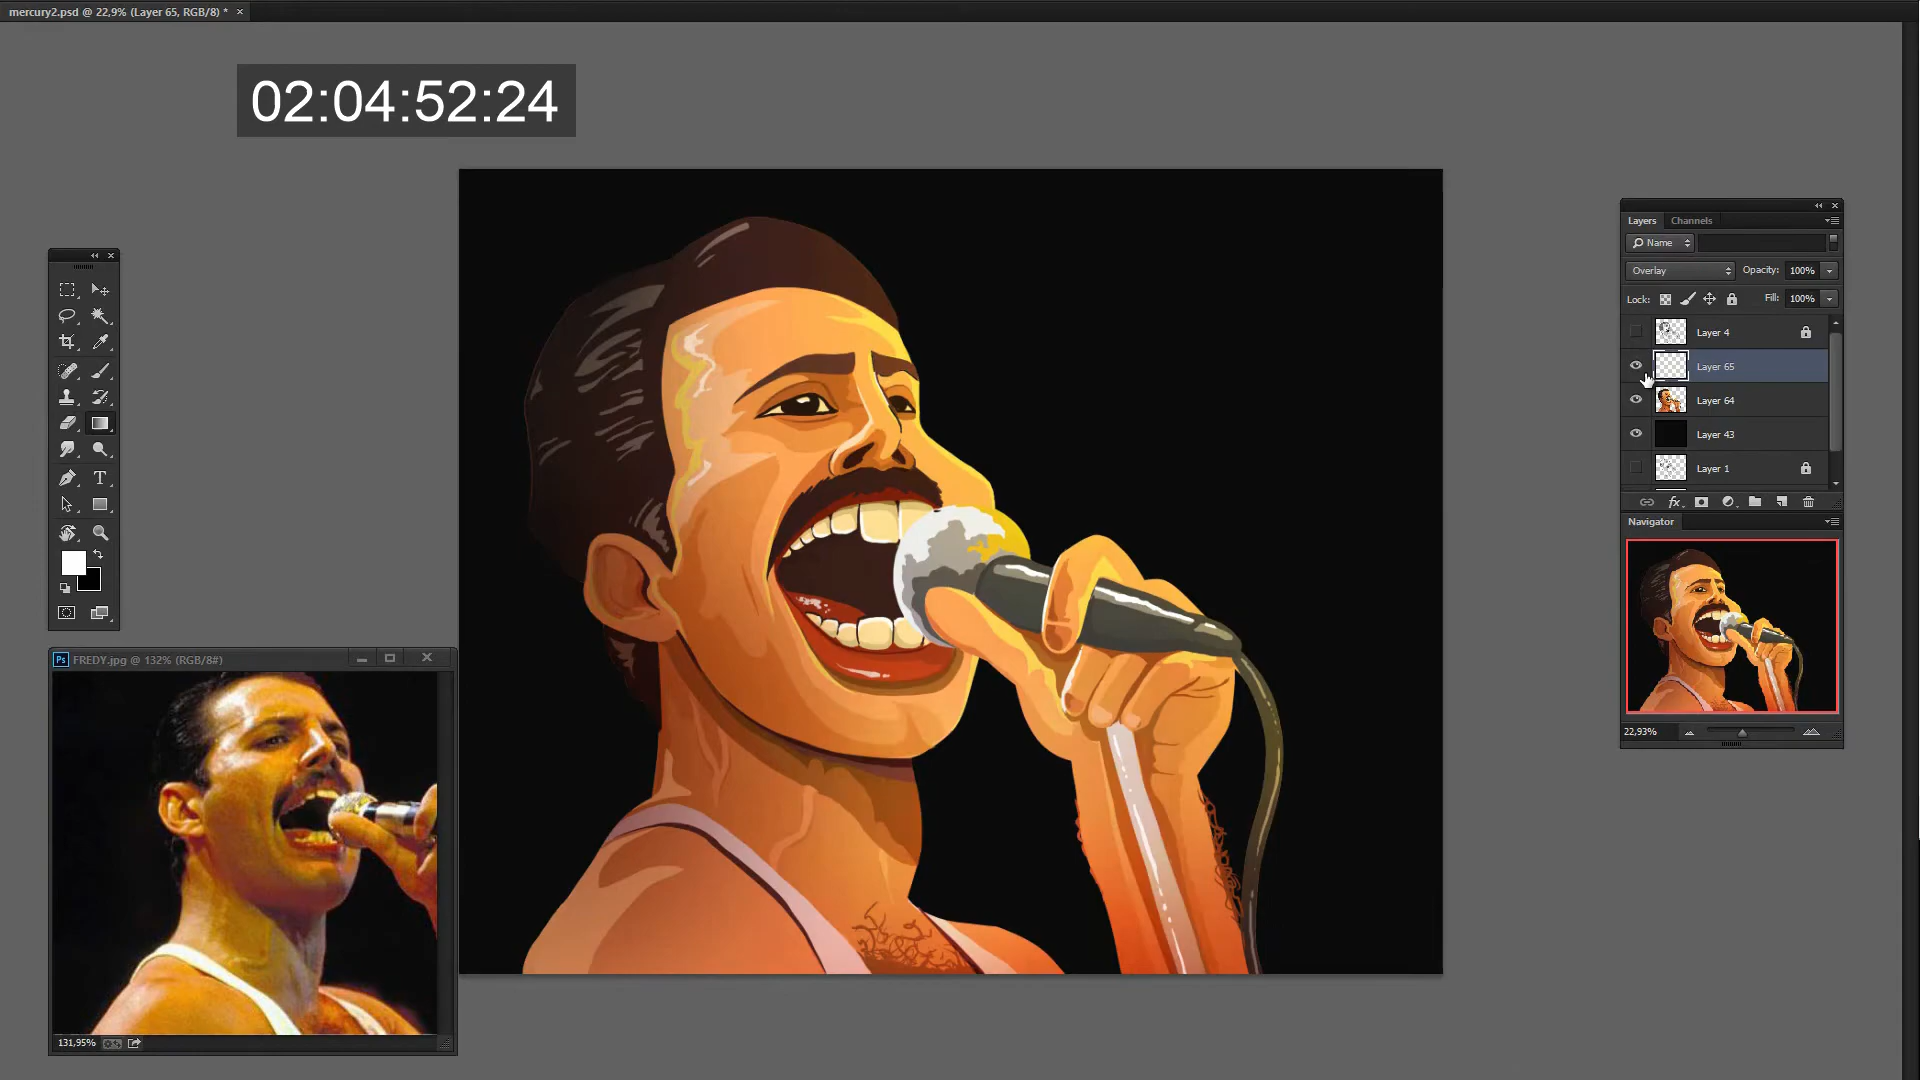 mercury2.psd @ 22,9% (Layer 65, RGB/8) * ×
02:04:52:24
Layers Channels
Name
Overlay Opacity: 100%
Lock: Fill: 100%
Layer 4
Layer 65
Layer 64
Layer 43
Layer 1
fx
Navigator
22,93%
T
Ps FREDY.jpg @ 132% (RGB/8#)
131,95%